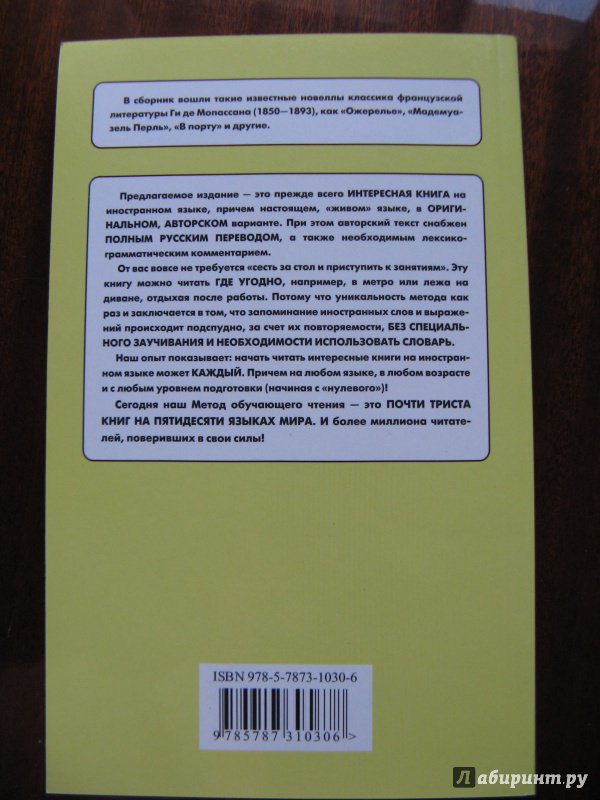 В сборник вошли такие известные новеллы классика французской
литературы Ги де Мопассана (1850—1893), как «Ожерелье», «Мадемуа-
зель Перль», «В порту» и другие.
Предлагаемое издание — это прежде всего ИНТЕРЕСНАЯ КНИГА на
иностранном языке, причем настоящем, «живом» языке, в ОРИГИ-
НАЛЬНОМ, АВТОРСКОМ варианте. При этом авторский текст снабжен
ПОЛНЫМ РУССКИМ ПЕРЕВОДОМ, а также необходимым лексико-
грамматическим комментарием.
От вас вовсе не требуется «сесть за стол и приступить к занятиям». Эту
книгу можно читать ГДЕ УГОДНО, например, в метро или лежа на
диване, отдыхая после работы. Потому что уникальность метода как
раз и заключается в том, что запоминание иностранных слов и выраже-
ний происходит подспудно, за счет их повторяемости, БЕЗ СПЕЦИАЛЬ-
НОГО ЗАУЧИВАНИЯ И НЕОБХОДИМОСТИ ИСПОЛЬЗОВАТЬ СЛОВАРЬ.
Наш опыт показывает: начать читать интересные книги на иностран-
ном языке может КАЖДЫЙ. Причем на любом языке, в любом возрасте
и с любым уровнем подготовки (начиная с «нулевого»)!
Сегодня наш Метод обучающего чтения — это ПОЧТИ ТРИСТА
КНИГ НА ПЯТИДЕСЯТИ ЯЗЫКАХ МИРА. И более миллиона читате-
лей, поверивших в свои силы!
ISBN 978-5-7873-1030-6
9785787310306>
Лабиринт.ру